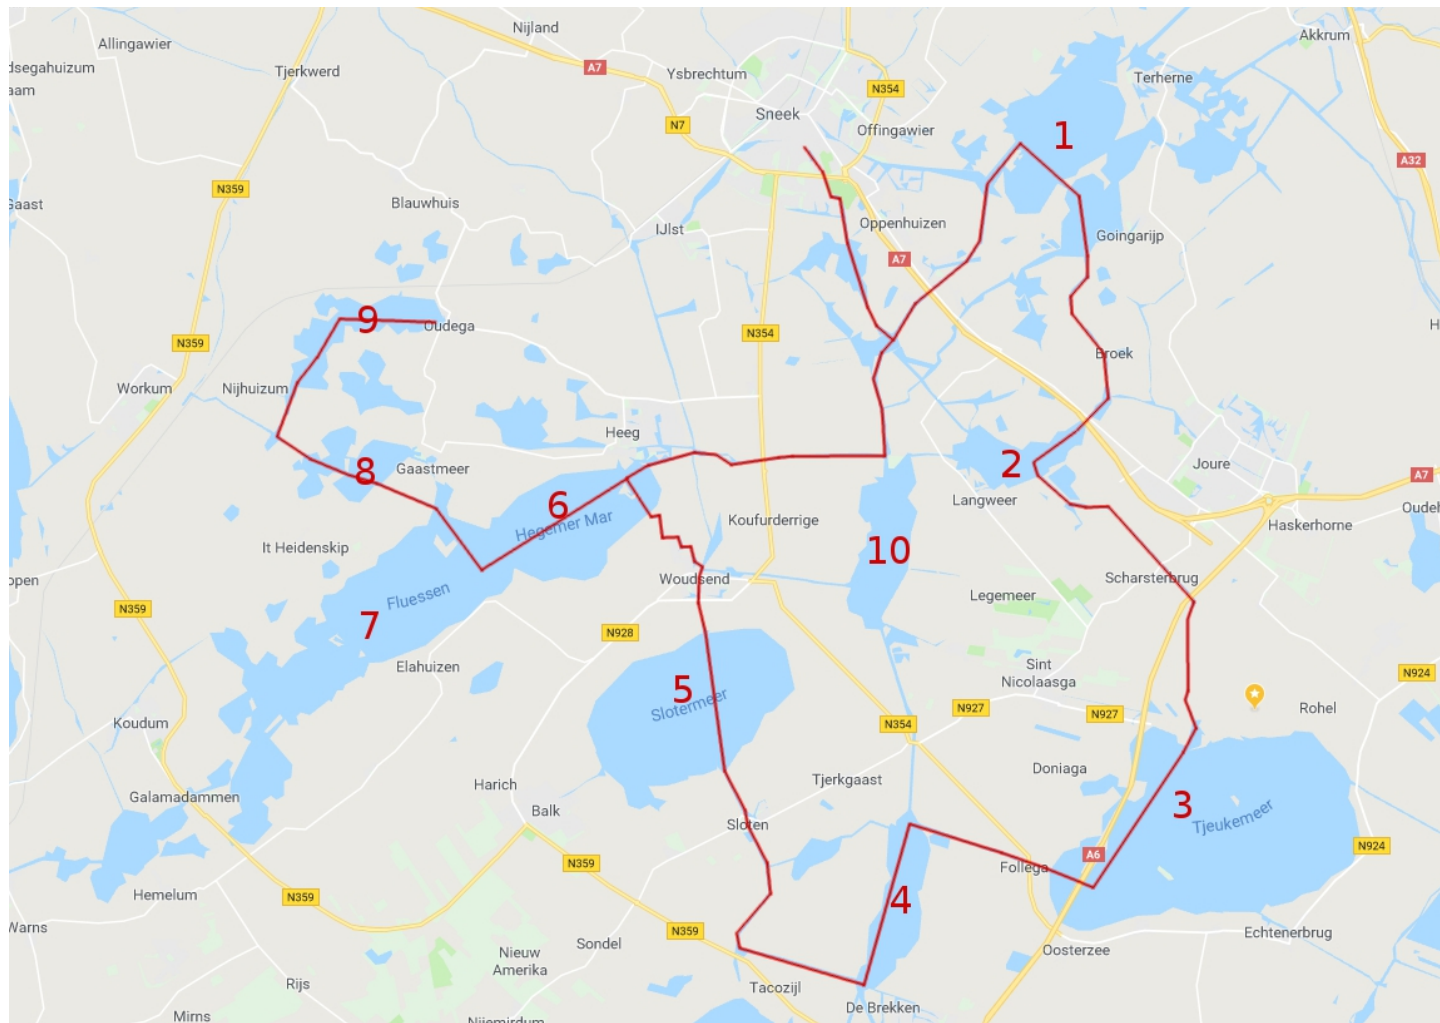 Nijland
Allingawier
Akkrum
dsegahuizum
Tjerkwerd
A7
Ysbrechtum
Terherne
aam
N354
Sneek
N7
Offingawier
1
A32
N359
Gaast
Blauwhuis
Oppenhuizen
IJlst
Goingarijp
A7
9
Oudega
H
N354
N359
Broek
Workum
Nijhuizum
Heeg
8
Gaastmeer
2
Joure
A7
Langweer
6
Hegemer Mar
Koufurderrige
Haskerhorne
Oudeh
It Heidenskip
10
open
Woudsend
Scharsterbrug
Fluessen
Legemeer
N359
7
N928
Elahuizen
Sint
Nicolaasga
N924
5
Slotermeer
N927
N927
Rohel
Koudum
N354
Doniaga
Tjerkgaast
Harich
Galamadammen
Balk
Sloten
3
Tjeukemeer
N924
A6
N359
Follega
Hemelum
N359
4
Warns
N359
Sondel
Echtenerbrug
Oosterzee
Nieuw
Amerika
Rijs
Tacozijl
De Brekken
Mirns
Nijemirdum